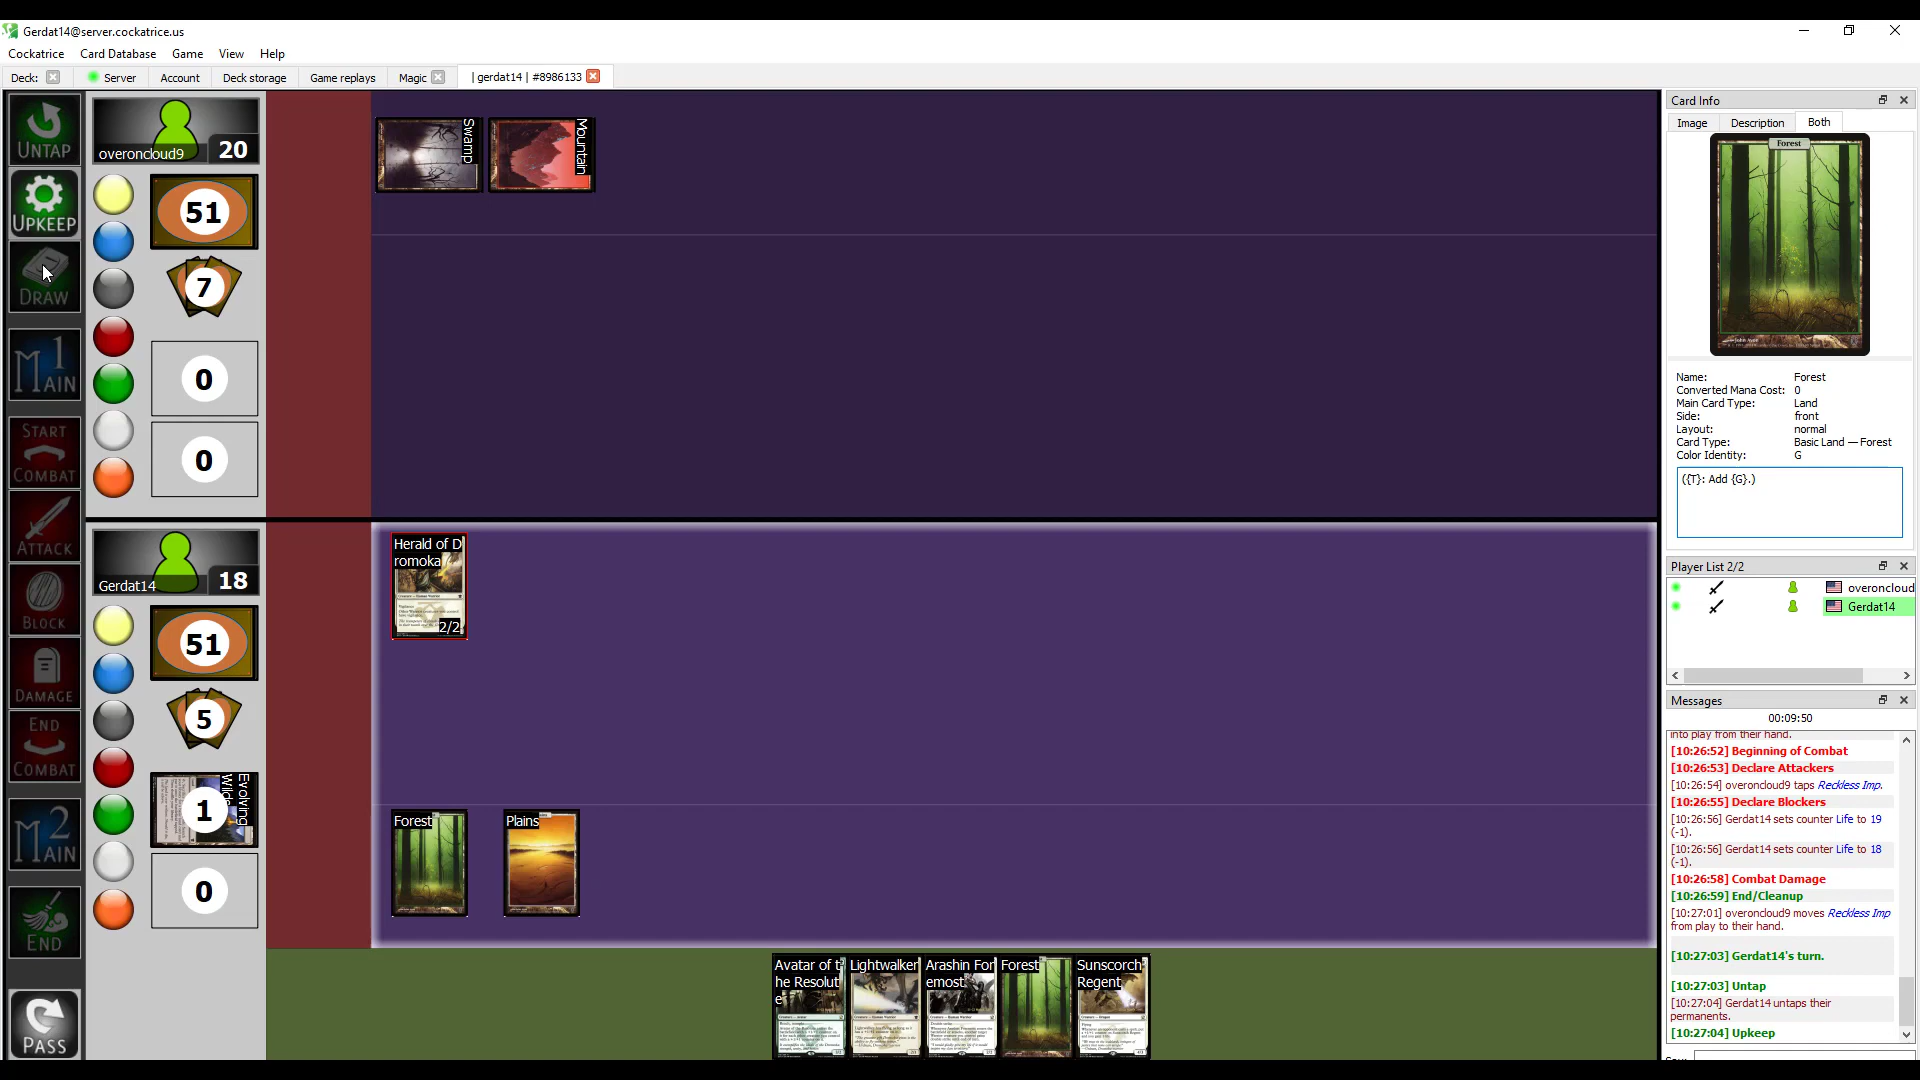 Gerdat14@server.cockatrice.us
Cockatrice Card Database Game View Help
Deck: Server Account Deck storage Game replays Magic | gerdat14 | #8986133
UNTAP
UPKEEP
DRAW
M1 MAIN
START COMBAT
ATTACK
BLOCK
DAMAGE
END COMBAT
M2 MAIN
END
PASS
overoncloud9 20
51
7
0
0
Swamp
Mountain
Gerdat14 18
51
5
Evolving
Wilds
1
0
Herald of D
romoka
2/2
Forest
Plains
Avatar of t
he Resolut
e
Lightwalker
Arashin For
emost
Forest
Sunscorch
Regent
Card Info
Image Description Both
Forest
Name: Forest
Converted Mana Cost: 0
Main Card Type: Land
Side: front
Layout: normal
Card Type: Basic Land — Forest
Color Identity: G
({T}: Add {G}.)
Player List 2/2
overoncloud
Gerdat14
Messages
00:09:50
into play from their hand.
[10:26:52] Beginning of Combat
[10:26:53] Declare Attackers
[10:26:54] overoncloud9 taps Reckless Imp.
[10:26:55] Declare Blockers
[10:26:56] Gerdat14 sets counter Life to 19
(-1).
[10:26:56] Gerdat14 sets counter Life to 18
(-1).
[10:26:58] Combat Damage
[10:26:59] End/Cleanup
[10:27:01] overoncloud9 moves Reckless Imp
from play to their hand.
[10:27:03] Gerdat14's turn.
[10:27:03] Untap
[10:27:04] Gerdat14 untaps their
permanents.
[10:27:04] Upkeep